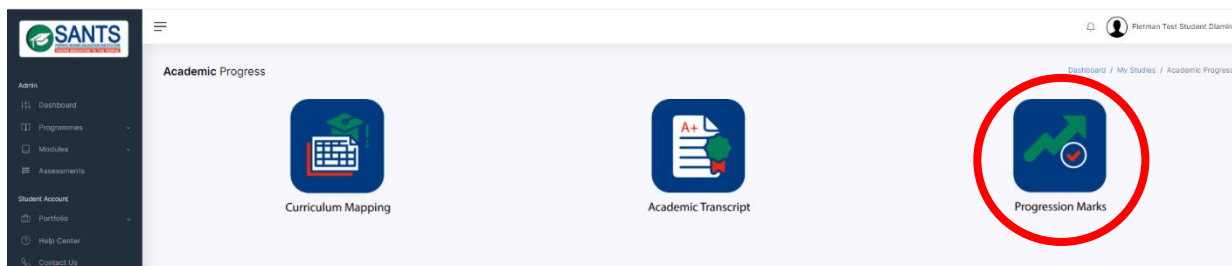 SANTS
Pietman Test Student Dlamin
Academic Progress
Dashboard / My Studies / Academic Progress
Admin
Dashboard
Programmes
Modules
Assessments
Student Account
Portfolio
Help Center
Contact Us
A+
Curriculum Mapping
Academic Transcript
Progression Marks